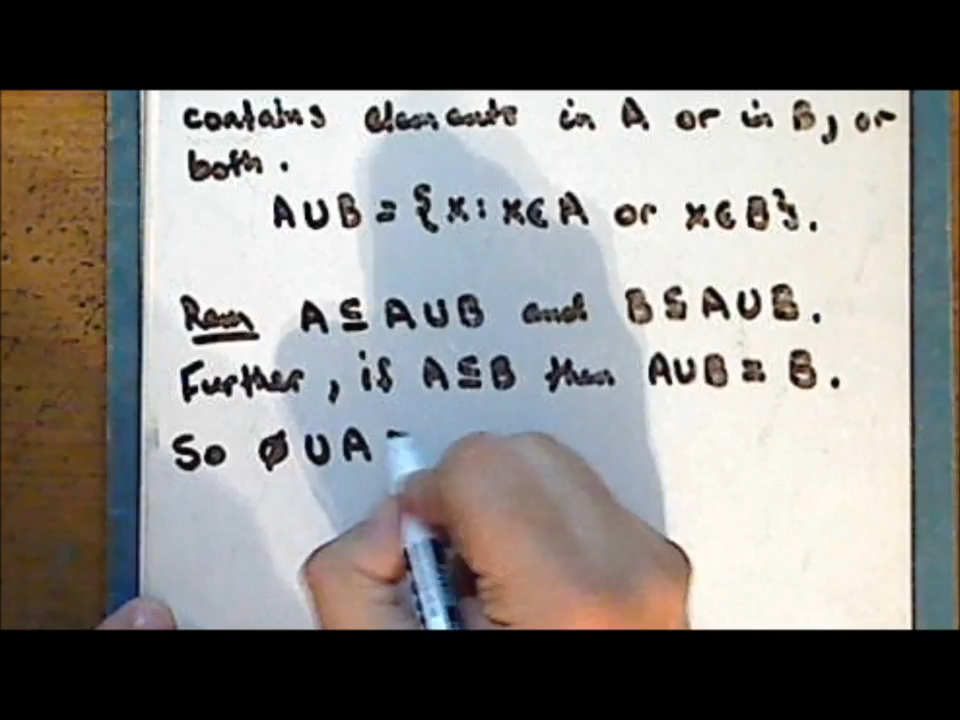 contains elements in A or in B, or
both.
A∪B = {x : x∈A or x∈B}.
Rem A⊆A∪B and B⊆A∪B.
Further, if A⊆B then A∪B = B.
So ∅∪A